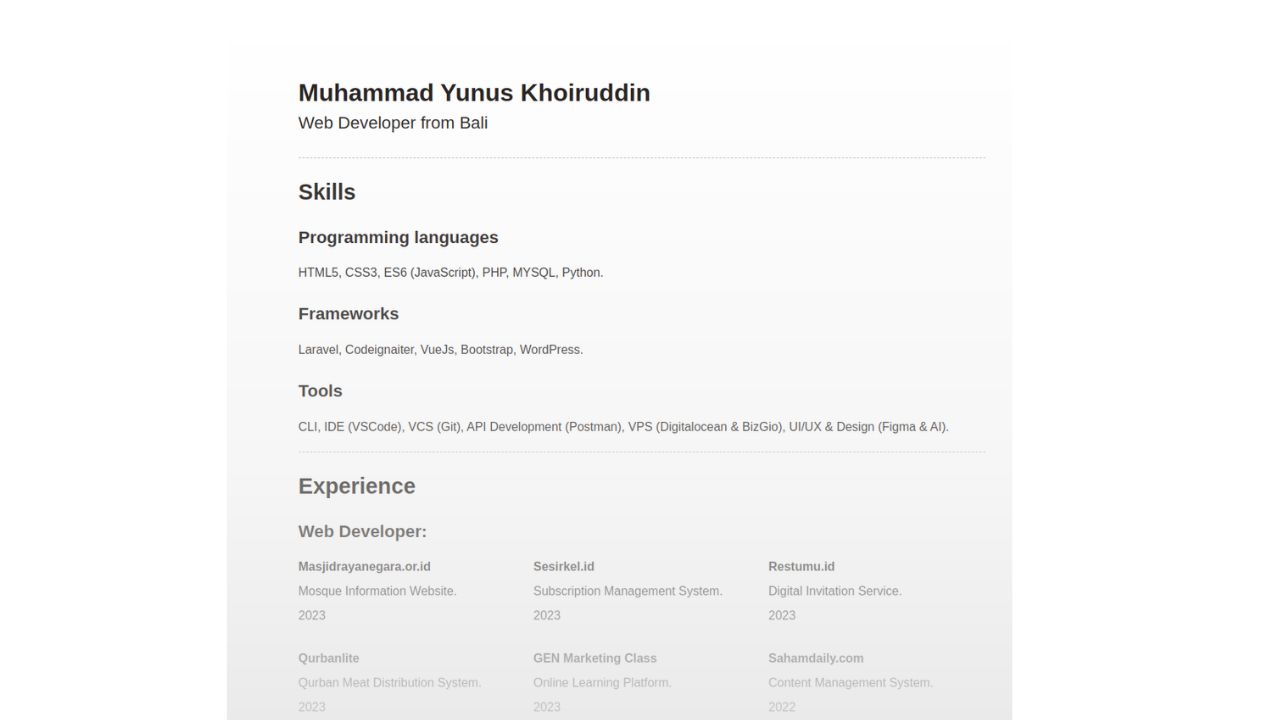 Muhammad Yunus Khoiruddin
Web Developer from Bali
Skills
Programming languages
HTML5, CSS3, ES6 (JavaScript), PHP, MYSQL, Python.
Frameworks
Laravel, Codeignaiter, VueJs, Bootstrap, WordPress.
Tools
CLI, IDE (VSCode), VCS (Git), API Development (Postman), VPS (Digitalocean & BizGio), UI/UX & Design (Figma & AI).
Experience
Web Developer:
Masjidrayanegara.or.id
Mosque Information Website.
2023
Sesirkel.id
Subscription Management System.
2023
Restumu.id
Digital Invitation Service.
2023
Qurbanlite
Qurban Meat Distribution System.
2023
GEN Marketing Class
Online Learning Platform.
2023
Sahamdaily.com
Content Management System.
2022